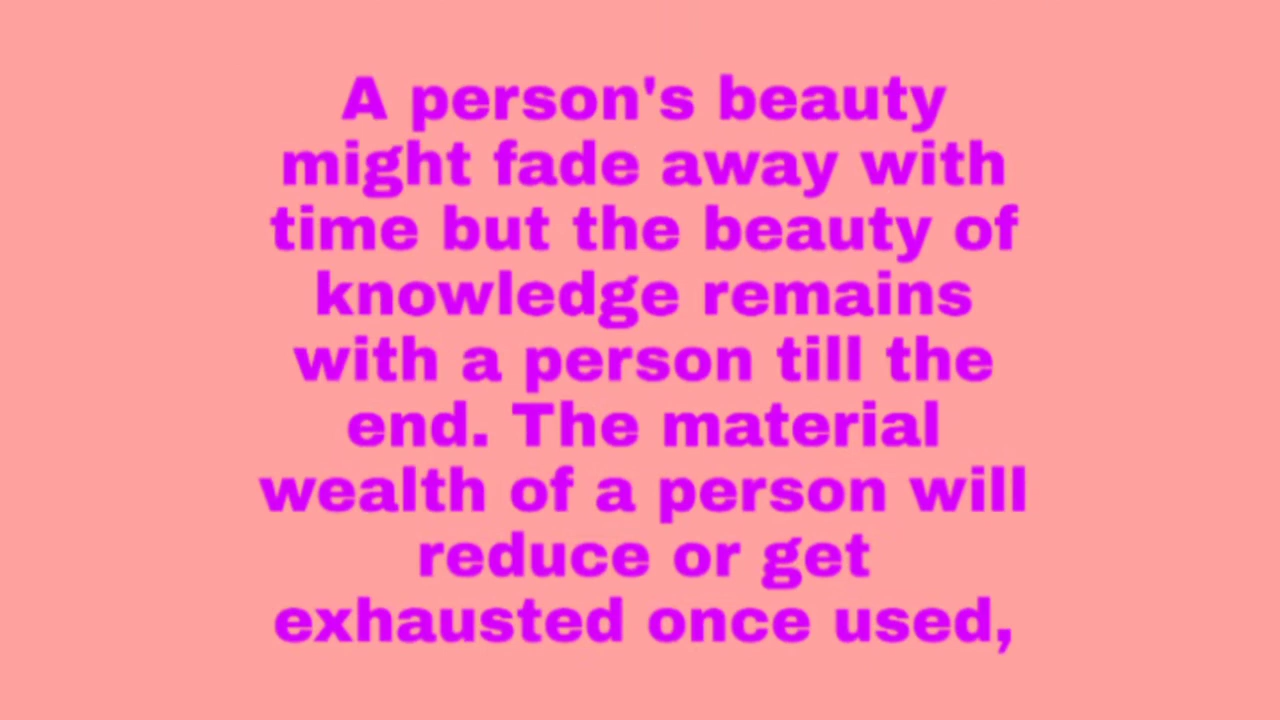 A person's beauty
might fade away with
time but the beauty of
knowledge remains
with a person till the
end. The material
wealth of a person will
reduce or get
exhausted once used,